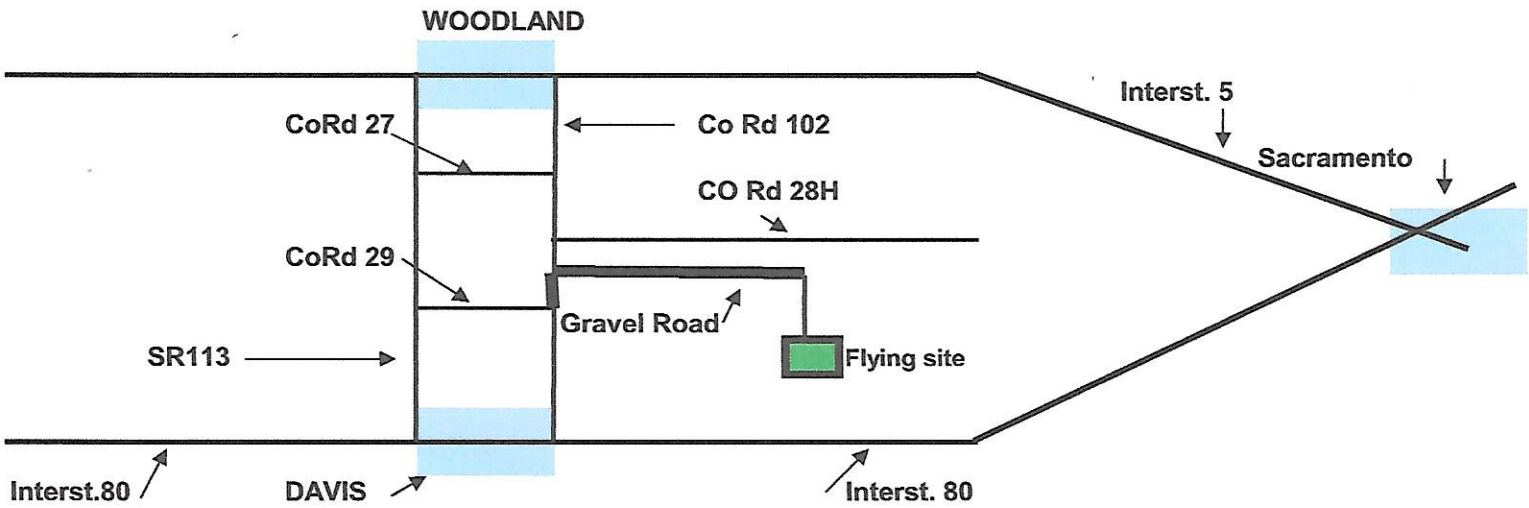 WOODLAND
Interst. 5
CoRd 27
Co Rd 102
Sacramento
CO Rd 28H
CoRd 29
Gravel Road
SR113
Flying site
Interst.80
DAVIS
Interst. 80